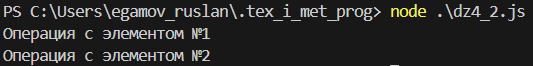 PS C:\Users\egamov_ruslan\.tex_i_met_prog> node .\dz4_2.js
Операция с элементом №1
Операция с элементом №2